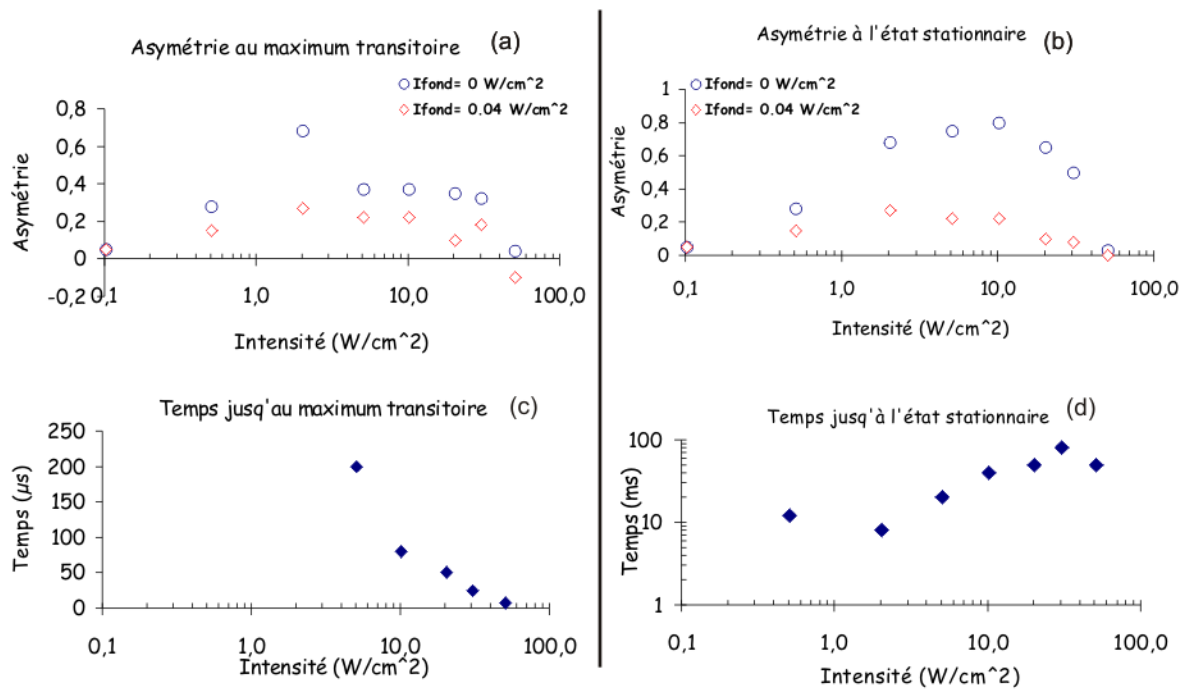 Asymétrie au maximum transitoire (a)
Ifond= 0 W/cm^2
Ifond= 0.04 W/cm^2
0,8
0,6
0,4
0,2
0
-0,2
Asymétrie
0,1 1,0 10,0 100,0
Intensité (W/cm^2)
Asymétrie à l'état stationnaire (b)
Ifond= 0 W/cm^2
Ifond= 0.04 W/cm^2
1
0.8
0,6
0,4
0,2
0
Asymétrie
0,1 1,0 10,0 100,0
Intensité (W/cm^2)
Temps jusq'au maximum transitoire (c)
250
200
150
100
50
0
Temps (µs)
0,1 1,0 10,0 100,0
Intensité (W/cm^2)
Temps jusq'à l'état stationnaire (d)
100
10
1
Temps (ms)
0,1 1,0 10,0 100,0
Intensité (W/cm^2)